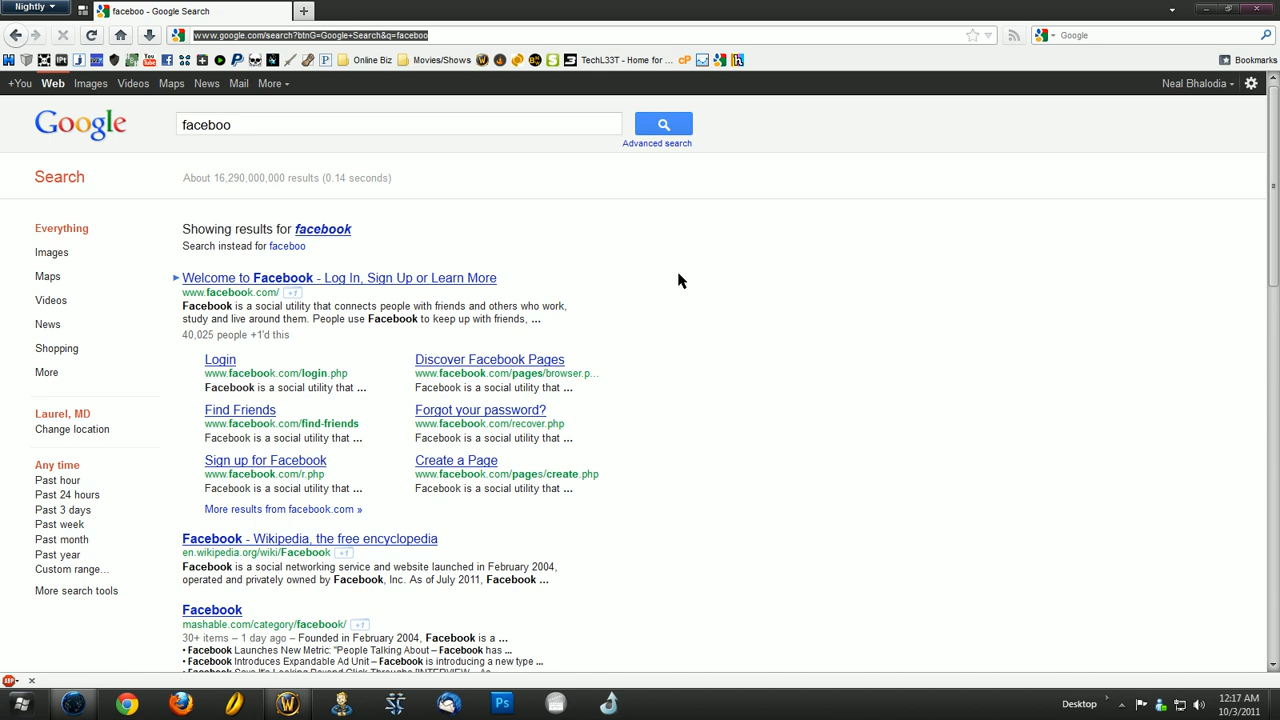 Nightly
faceboo - Google Search
www.google.com/search?btnG=Google+Search&q=faceboo
Google
Online Biz
Movies/Shows
TechL33T - Home for ...
Bookmarks
+You Web Images Videos Maps News Mail More
Neal Bhalodia
Google
faceboo
Advanced search
Search
About 16,290,000,000 results (0.14 seconds)
Everything
Images
Maps
Videos
News
Shopping
More
Laurel, MD
Change location
Any time
Past hour
Past 24 hours
Past 3 days
Past week
Past month
Past year
Custom range...
More search tools
Showing results for facebook
Search instead for faceboo
Welcome to Facebook - Log In, Sign Up or Learn More
www.facebook.com/ +1
Facebook is a social utility that connects people with friends and others who work,
study and live around them. People use Facebook to keep up with friends, ...
40,025 people +1'd this
Login
www.facebook.com/login.php
Facebook is a social utility that ...
Discover Facebook Pages
www.facebook.com/pages/browser.p...
Facebook is a social utility that ...
Find Friends
www.facebook.com/find-friends
Facebook is a social utility that ...
Forgot your password?
www.facebook.com/recover.php
Facebook is a social utility that ...
Sign up for Facebook
www.facebook.com/r.php
Facebook is a social utility that ...
Create a Page
www.facebook.com/pages/create.php
Facebook is a social utility that ...
More results from facebook.com »
Facebook - Wikipedia, the free encyclopedia
en.wikipedia.org/wiki/Facebook +1
Facebook is a social networking service and website launched in February 2004,
operated and privately owned by Facebook, Inc. As of July 2011, Facebook ...
Facebook
mashable.com/category/facebook/ +1
30+ items – 1 day ago – Founded in February 2004, Facebook is a ...
• Facebook Launches New Metric: "People Talking About – Facebook has ...
• Facebook Introduces Expandable Ad Unit – Facebook is introducing a new type ...
ABP
Ps
Desktop
12:17 AM
10/3/2011